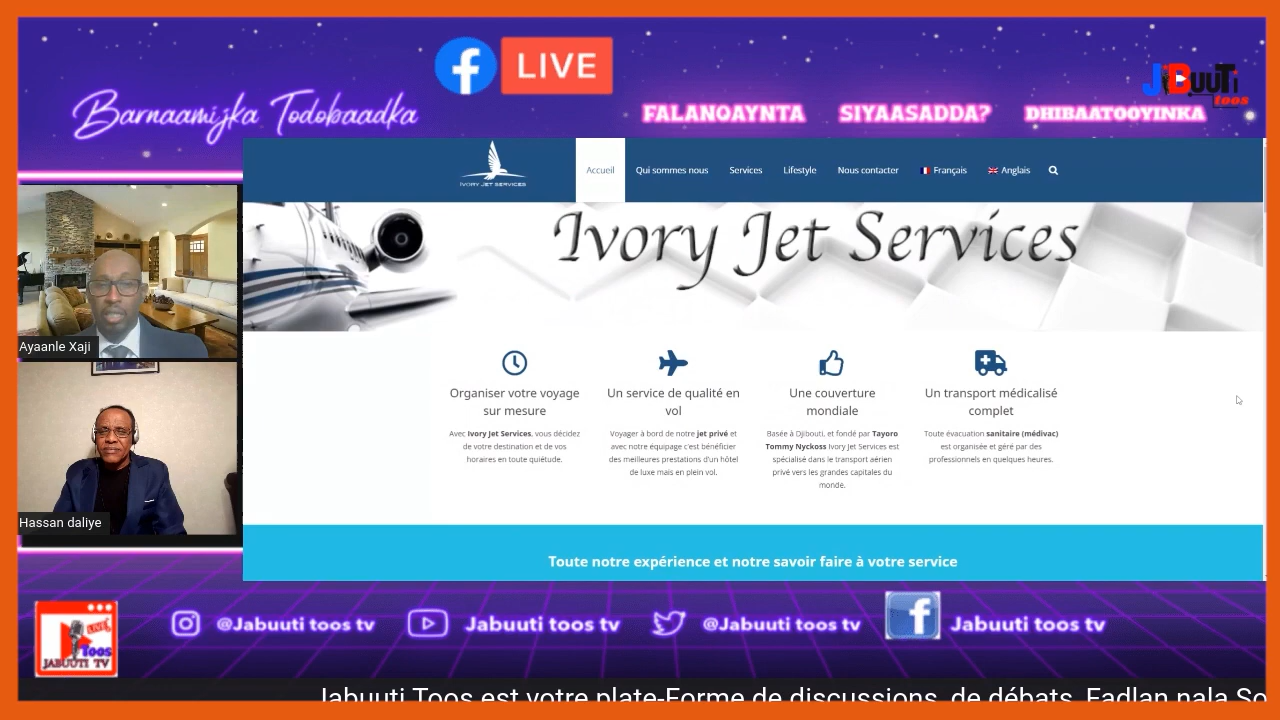 LIVE
Barnaamijka Todobaadka
FALANQAYNTA SIYAASADDA? DHIBAATOOYINKA
JiBuuTi
toos
IVORY JET SERVICES
Accueil Qui sommes nous Services Lifestyle Nous contacter Français Anglais
Ivory Jet Services
Ayaanle Xaji
Hassan daliye
Organiser votre voyage
sur mesure
Avec Ivory Jet Services, vous décidez
de votre destination et de vos
horaires en toute quiétude.
Un service de qualité en
vol
Voyager à bord de notre jet privé et
avec notre équipage c'est bénéficier
des meilleures prestations d'un hôtel
de luxe mais en plein vol.
Une couverture
mondiale
Basée à Djibouti, et fondé par Tayoro
Tommy Nyckoss Ivory Jet Services est
spécialisé dans le transport aérien
privé vers les grandes capitales du
monde.
Un transport médicalisé
complet
Toute évacuation sanitaire (médivac)
est organisée et géré par des
professionnels en quelques heures.
Toute notre expérience et notre savoir faire à votre service
LIVE
Toos
JABUUTI TV
@Jabuuti toos tv
Jabuuti toos tv
@Jabuuti toos tv
Jabuuti toos tv
Jabuuti Toos est votre plate-Forme de discussions, de débats. Fadlan nala So